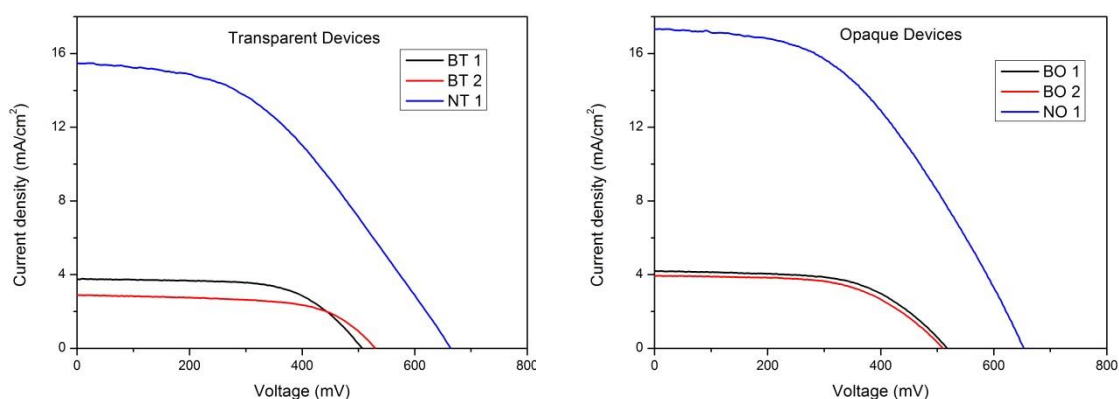 Transparent Devices
BT 1
BT 2
NT 1
16
12
8
4
0
0
200
400
600
800
Current density (mA/cm²)
Voltage (mV)
Opaque Devices
BO 1
BO 2
NO 1
16
12
8
4
0
0
200
400
600
800
Current density (mA/cm²)
Voltage (mV)